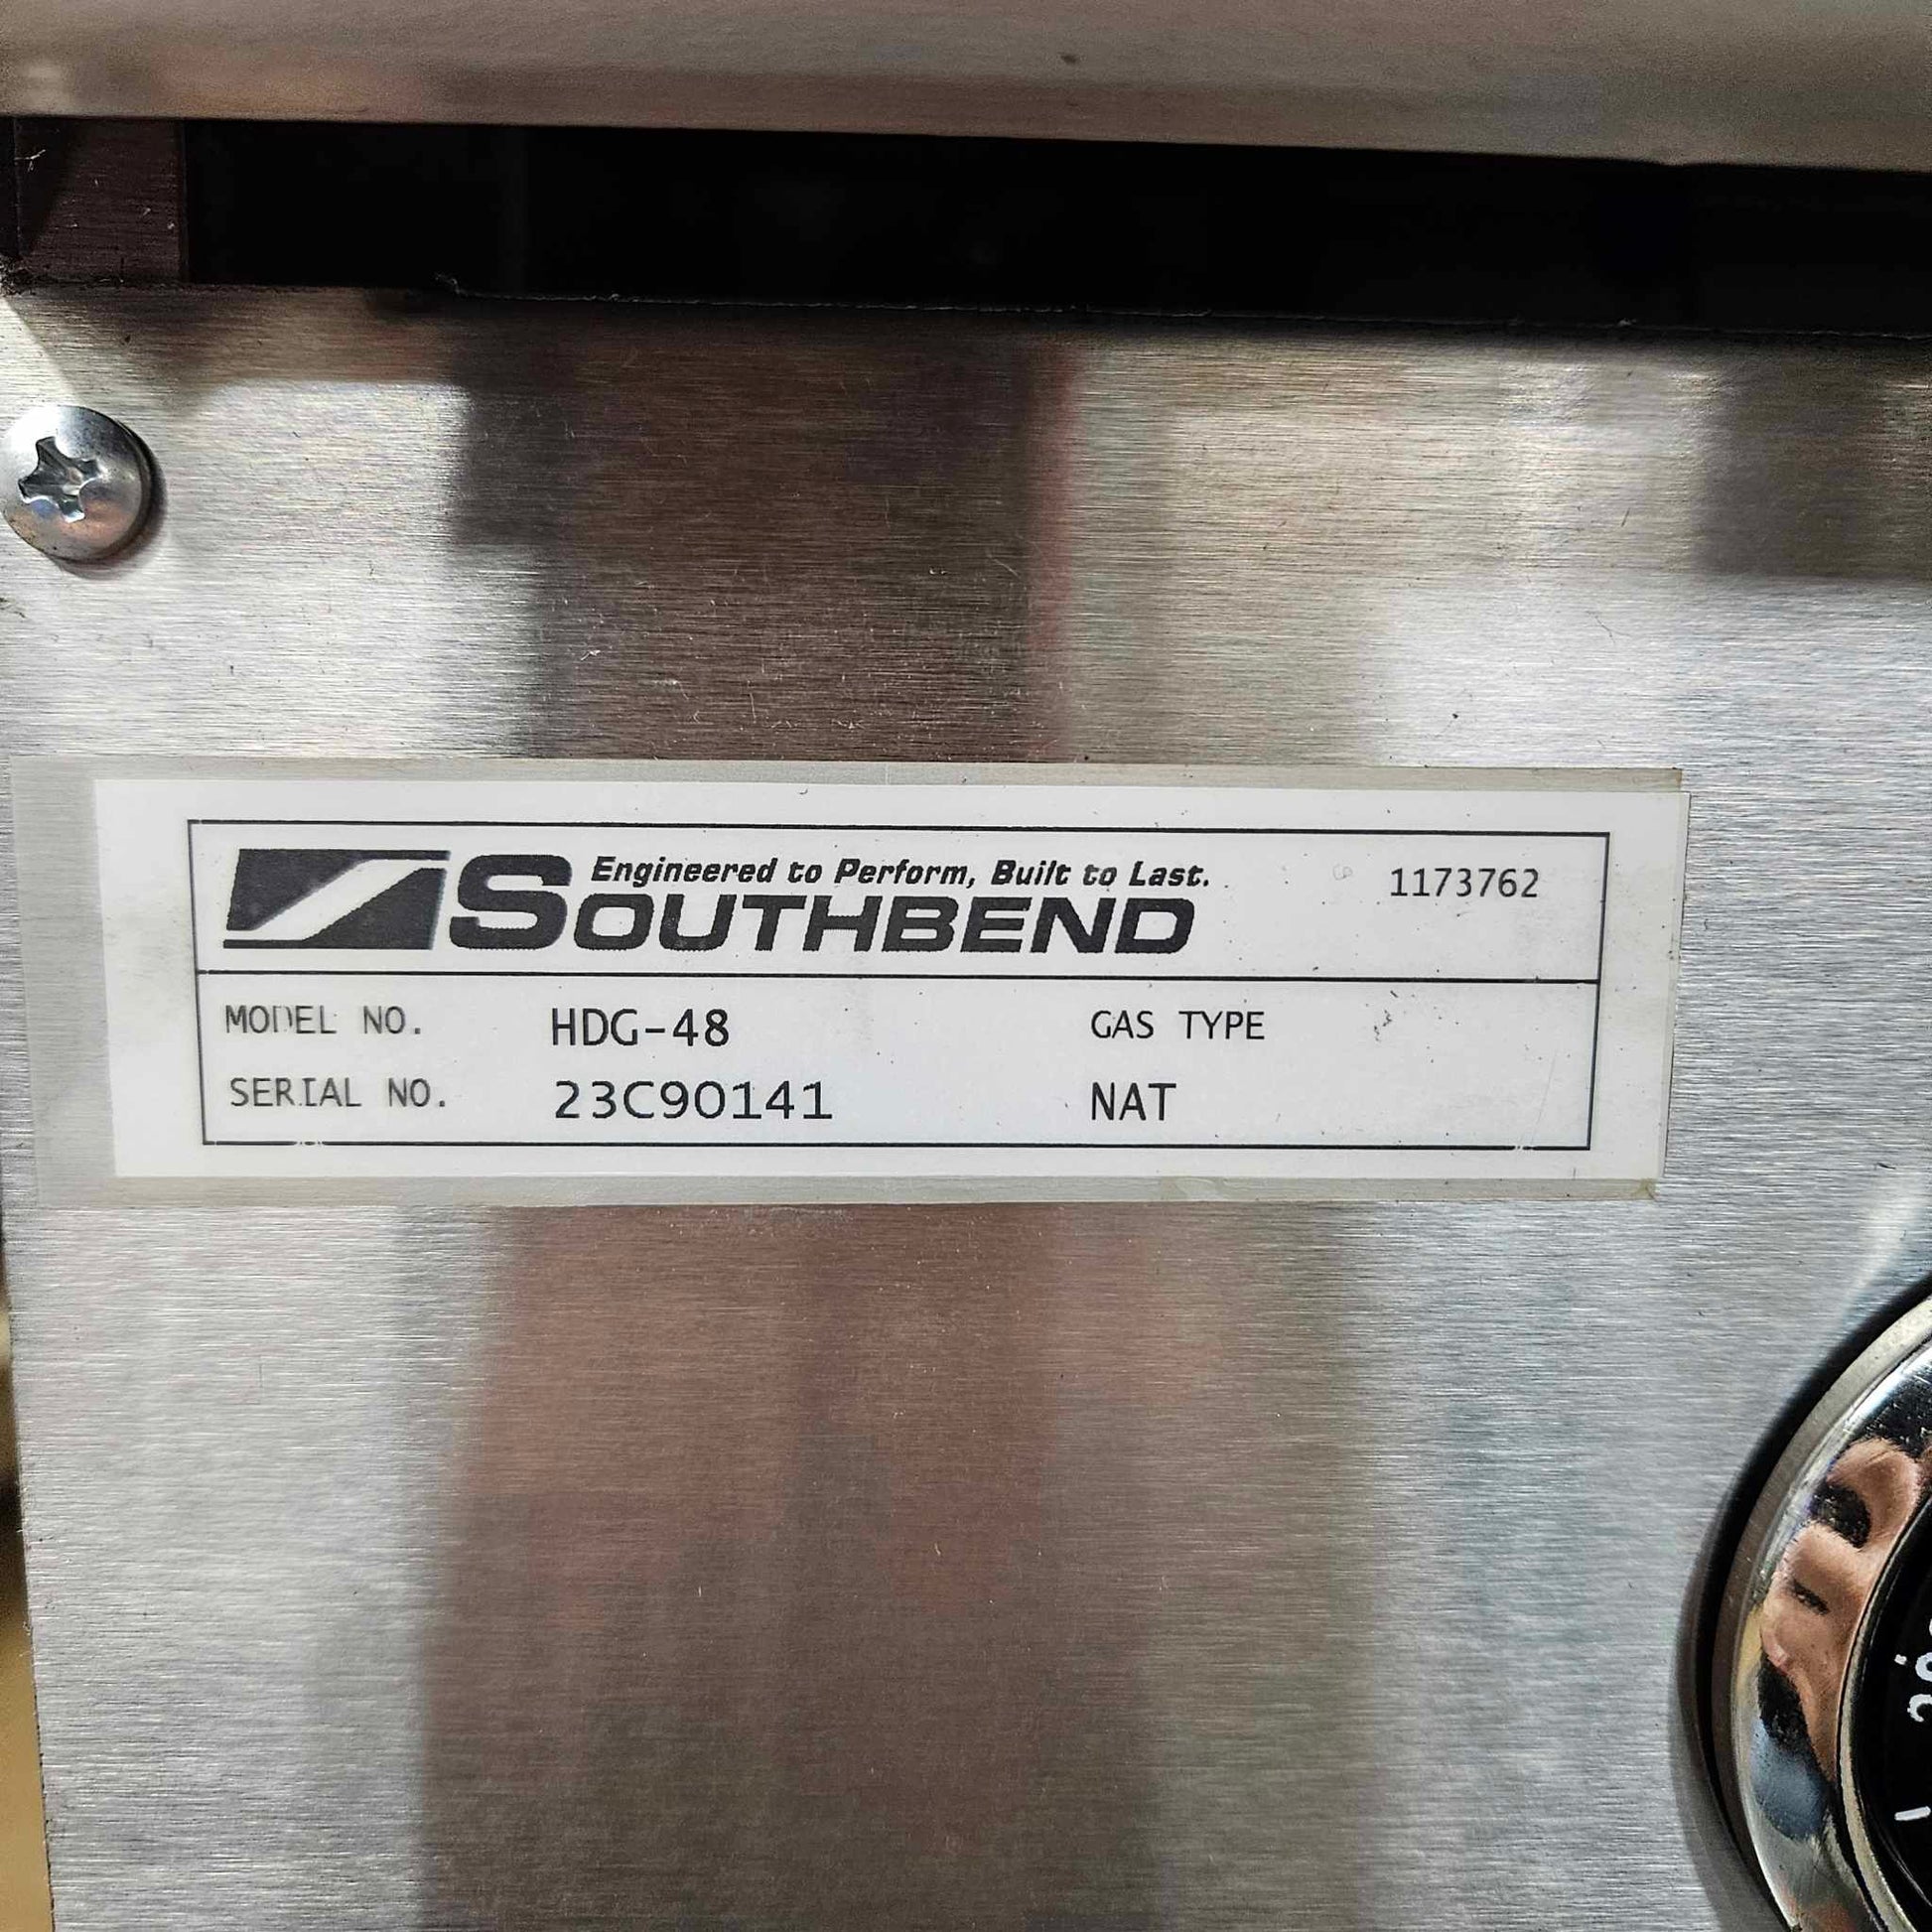 Engineered to Perform, Built to Last.
SOUTHBEND
1173762
MODEL NO. HDG-48 GAS TYPE
SERIAL NO. 23C90141 NAT